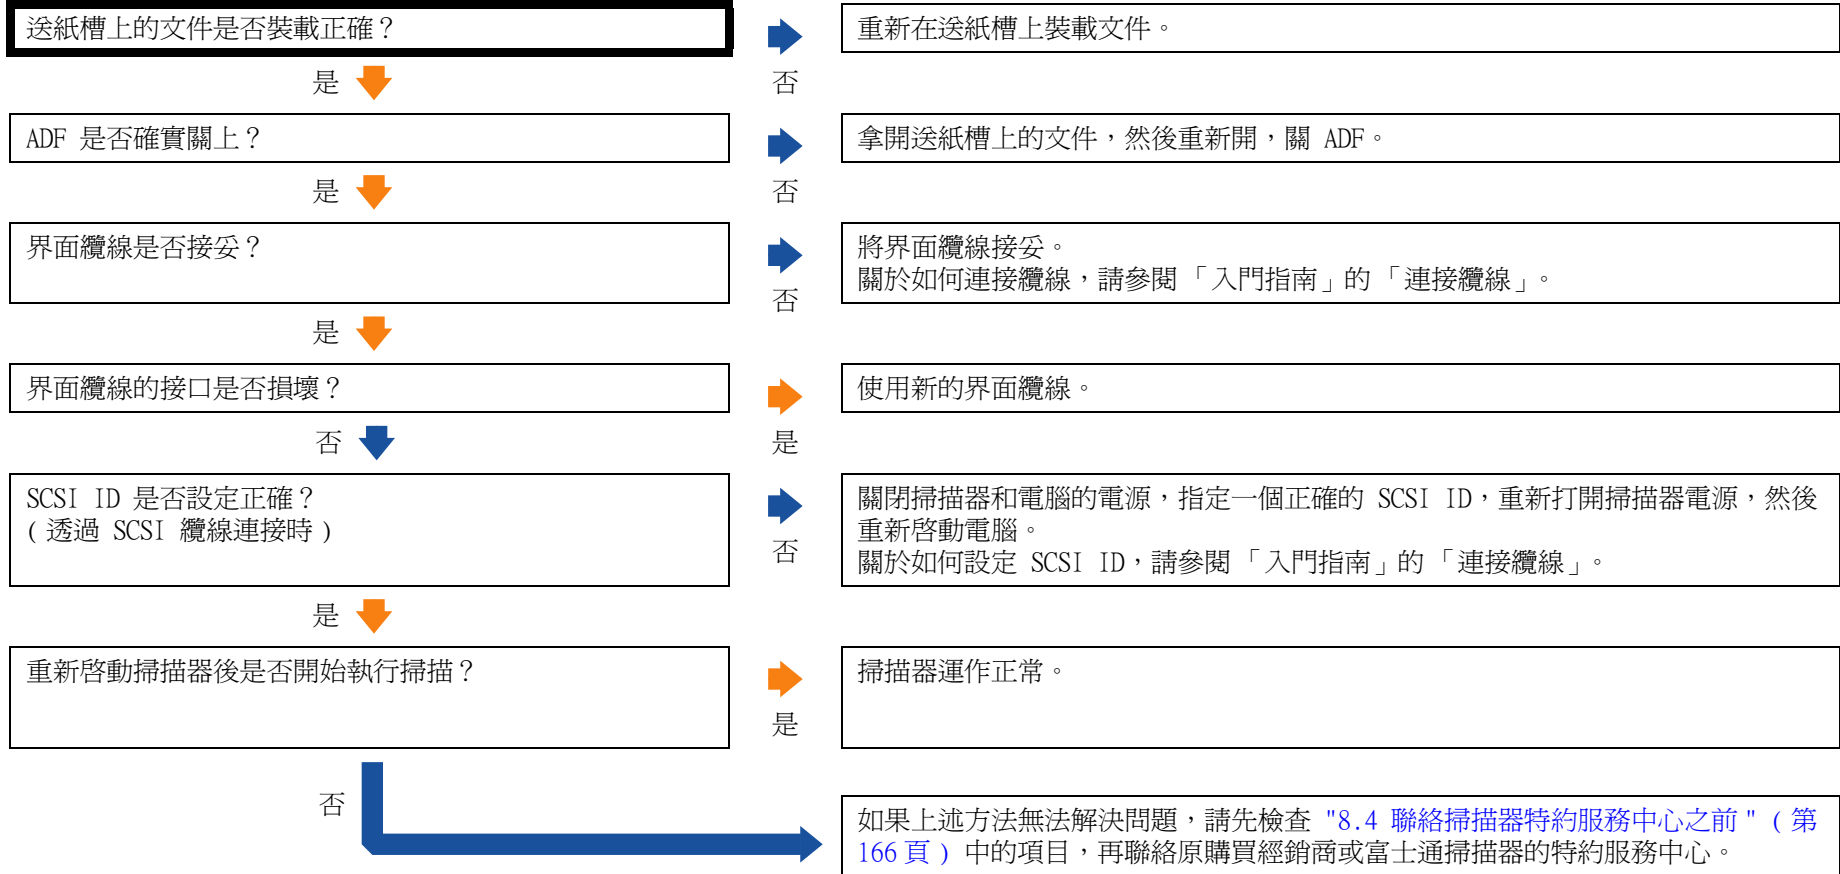 送紙槽上的文件是否裝載正確？
重新在送紙槽上裝載文件。
是
否
ADF 是否確實關上？
拿開送紙槽上的文件，然後重新開，關 ADF。
是
否
界面纜線是否接妥？
將界面纜線接妥。
關於如何連接纜線，請參閱「入門指南」的「連接纜線」。
否
是
界面纜線的接口是否損壞？
使用新的界面纜線。
否
是
SCSI ID 是否設定正確？
(透過 SCSI 纜線連接時)
關閉掃描器和電腦的電源，指定一個正確的 SCSI ID，重新打開掃描器電源，然後
重新啓動電腦。
關於如何設定 SCSI ID，請參閱「入門指南」的「連接纜線」。
否
是
重新啓動掃描器後是否開始執行掃描？
掃描器運作正常。
是
否
如果上述方法無法解決問題，請先檢查 "8.4 聯絡掃描器特約服務中心之前" (第
166 頁) 中的項目，再聯絡原購買經銷商或富士通掃描器的特約服務中心。